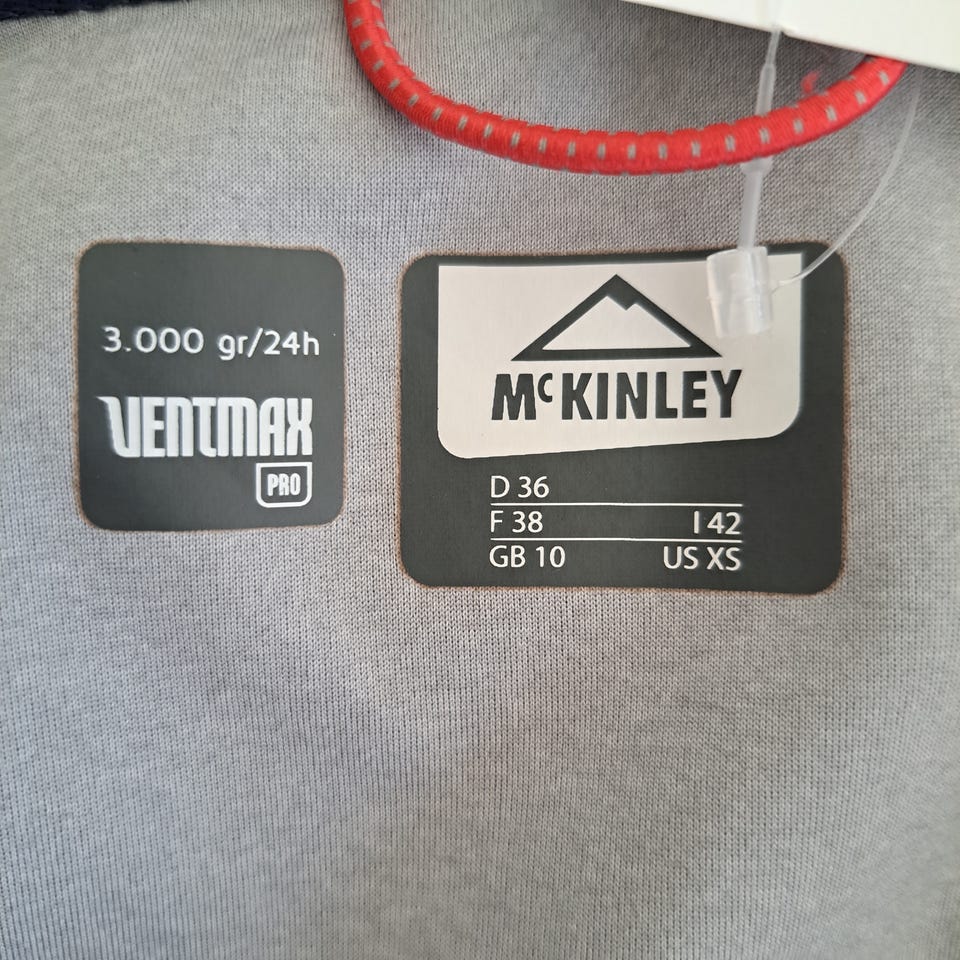 3.000 gr/24h
VENTMAX
PRO
McKINLEY
D 36
F 38 I 42
GB 10 US XS